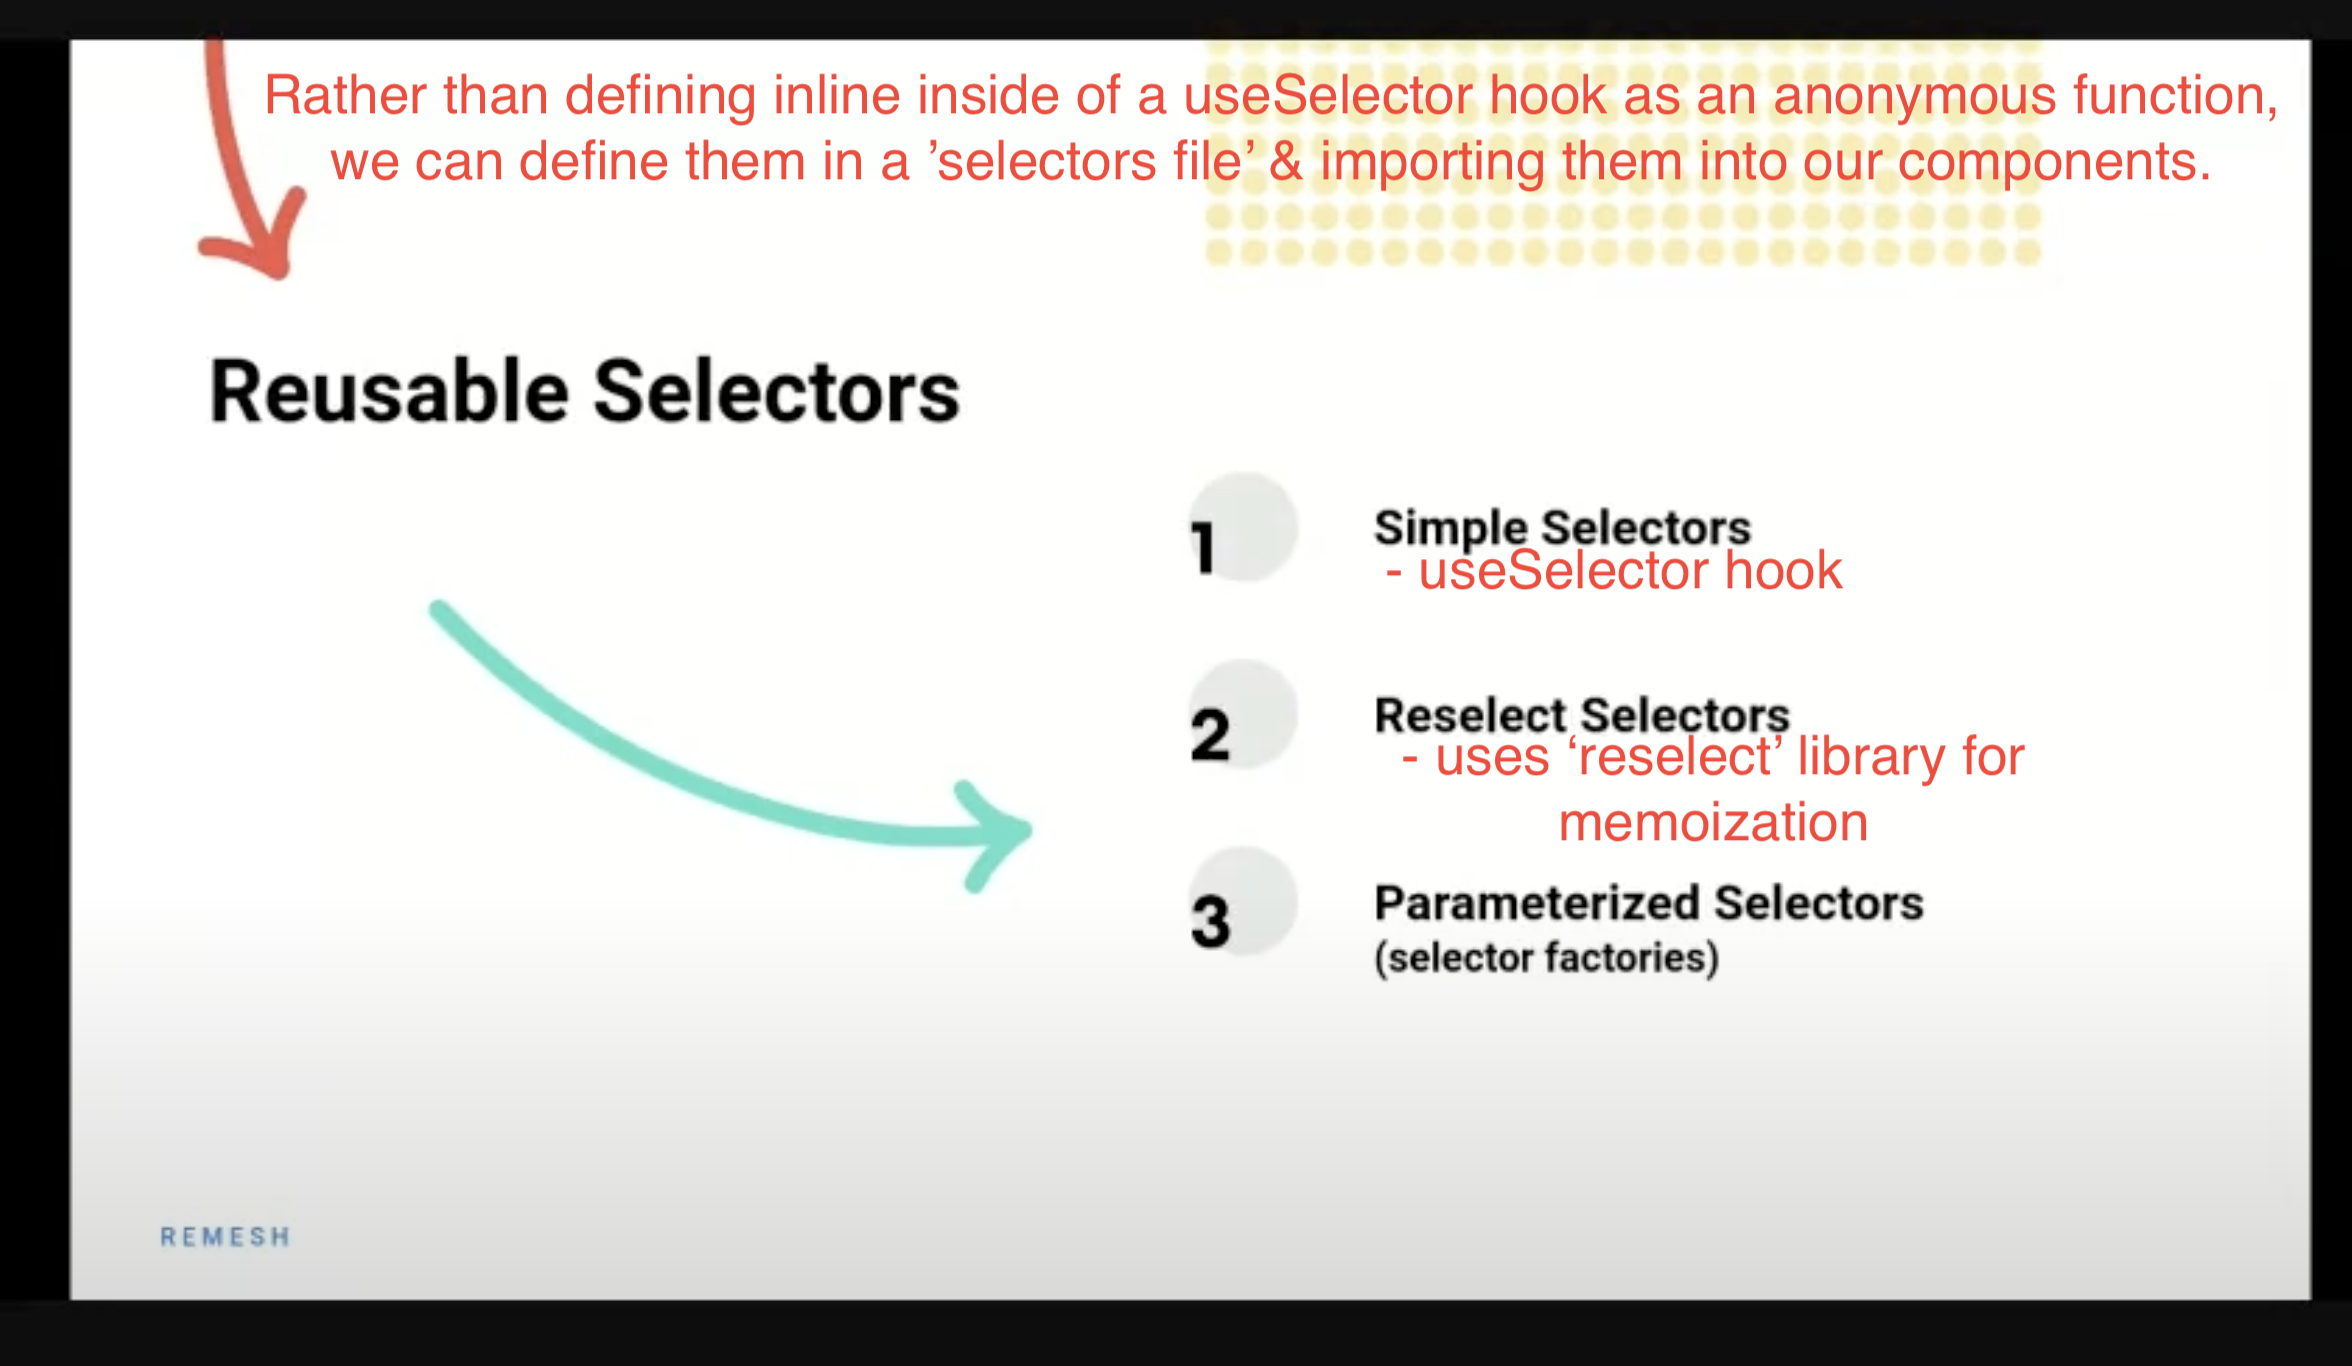 Rather than defining inline inside of a useSelector hook as an anonymous function,
we can define them in a ’selectors file’ & importing them into our components.
Reusable Selectors
1
Simple Selectors
- useSelector hook
2
Reselect Selectors
- uses ‘reselect’ library for
memoization
3
Parameterized Selectors
(selector factories)
REMESH